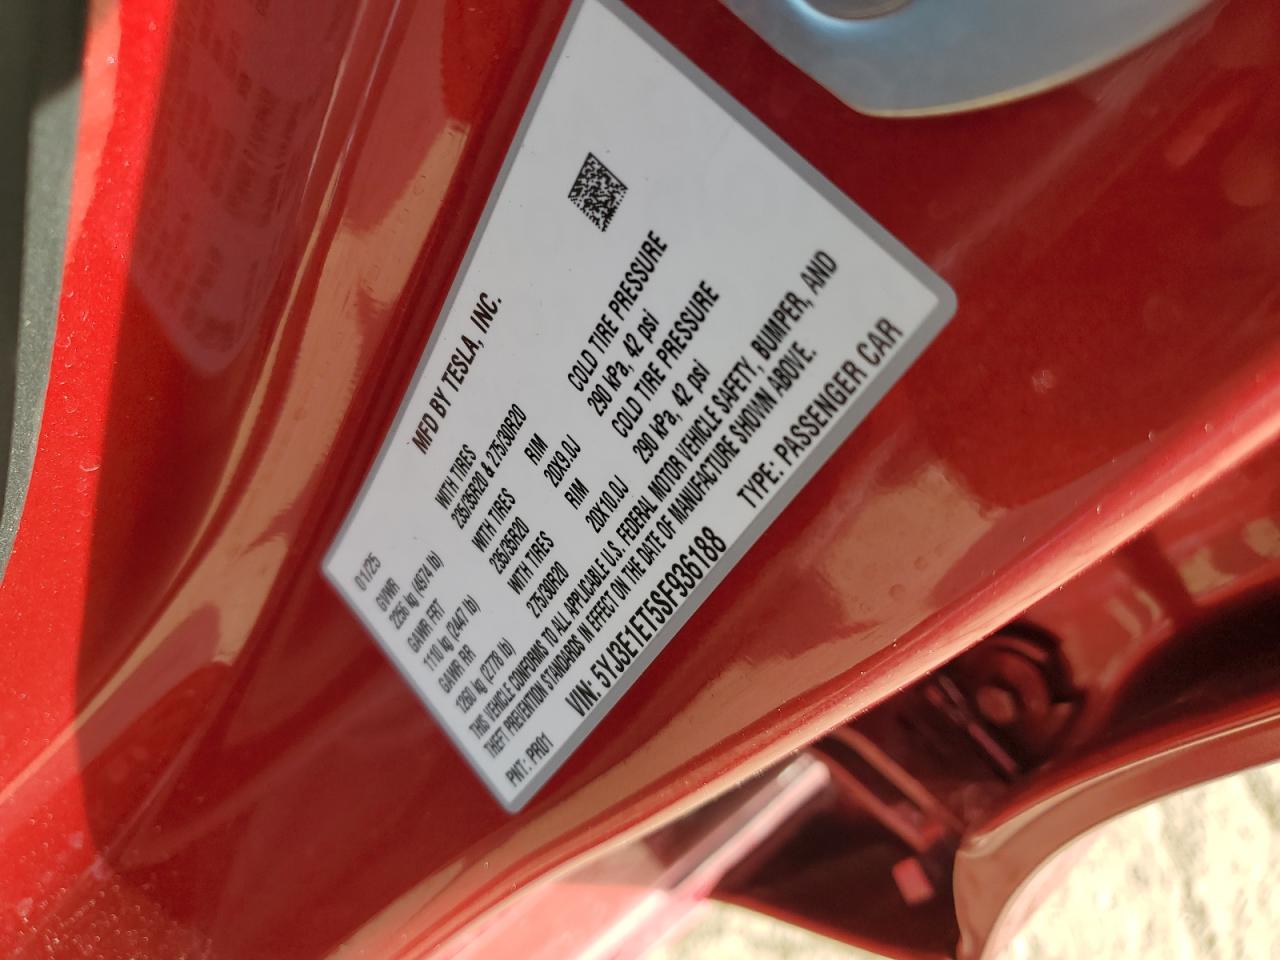 MFD BY TESLA, INC.
01/25
GVWR
2256 kg (4974 lb)
WITH TIRES
235/35R20 & 275/30R20
GAWR FRT
1110 kg (2447 lb)
WITH TIRES
235/35R20
RIM
20X9.0J
COLD TIRE PRESSURE
290 kPa, 42 psi
GAWR RR
1260 kg (2778 lb)
WITH TIRES
275/30R20
RIM
20X10.0J
COLD TIRE PRESSURE
290 kPa, 42 psi
THIS VEHICLE CONFORMS TO ALL APPLICABLE U.S. FEDERAL MOTOR VEHICLE SAFETY, BUMPER, AND
THEFT PREVENTION STANDARDS IN EFFECT ON THE DATE OF MANUFACTURE SHOWN ABOVE.
VIN: 5YJ3E1ET5SF936188
TYPE: PASSENGER CAR
PNT: PR01